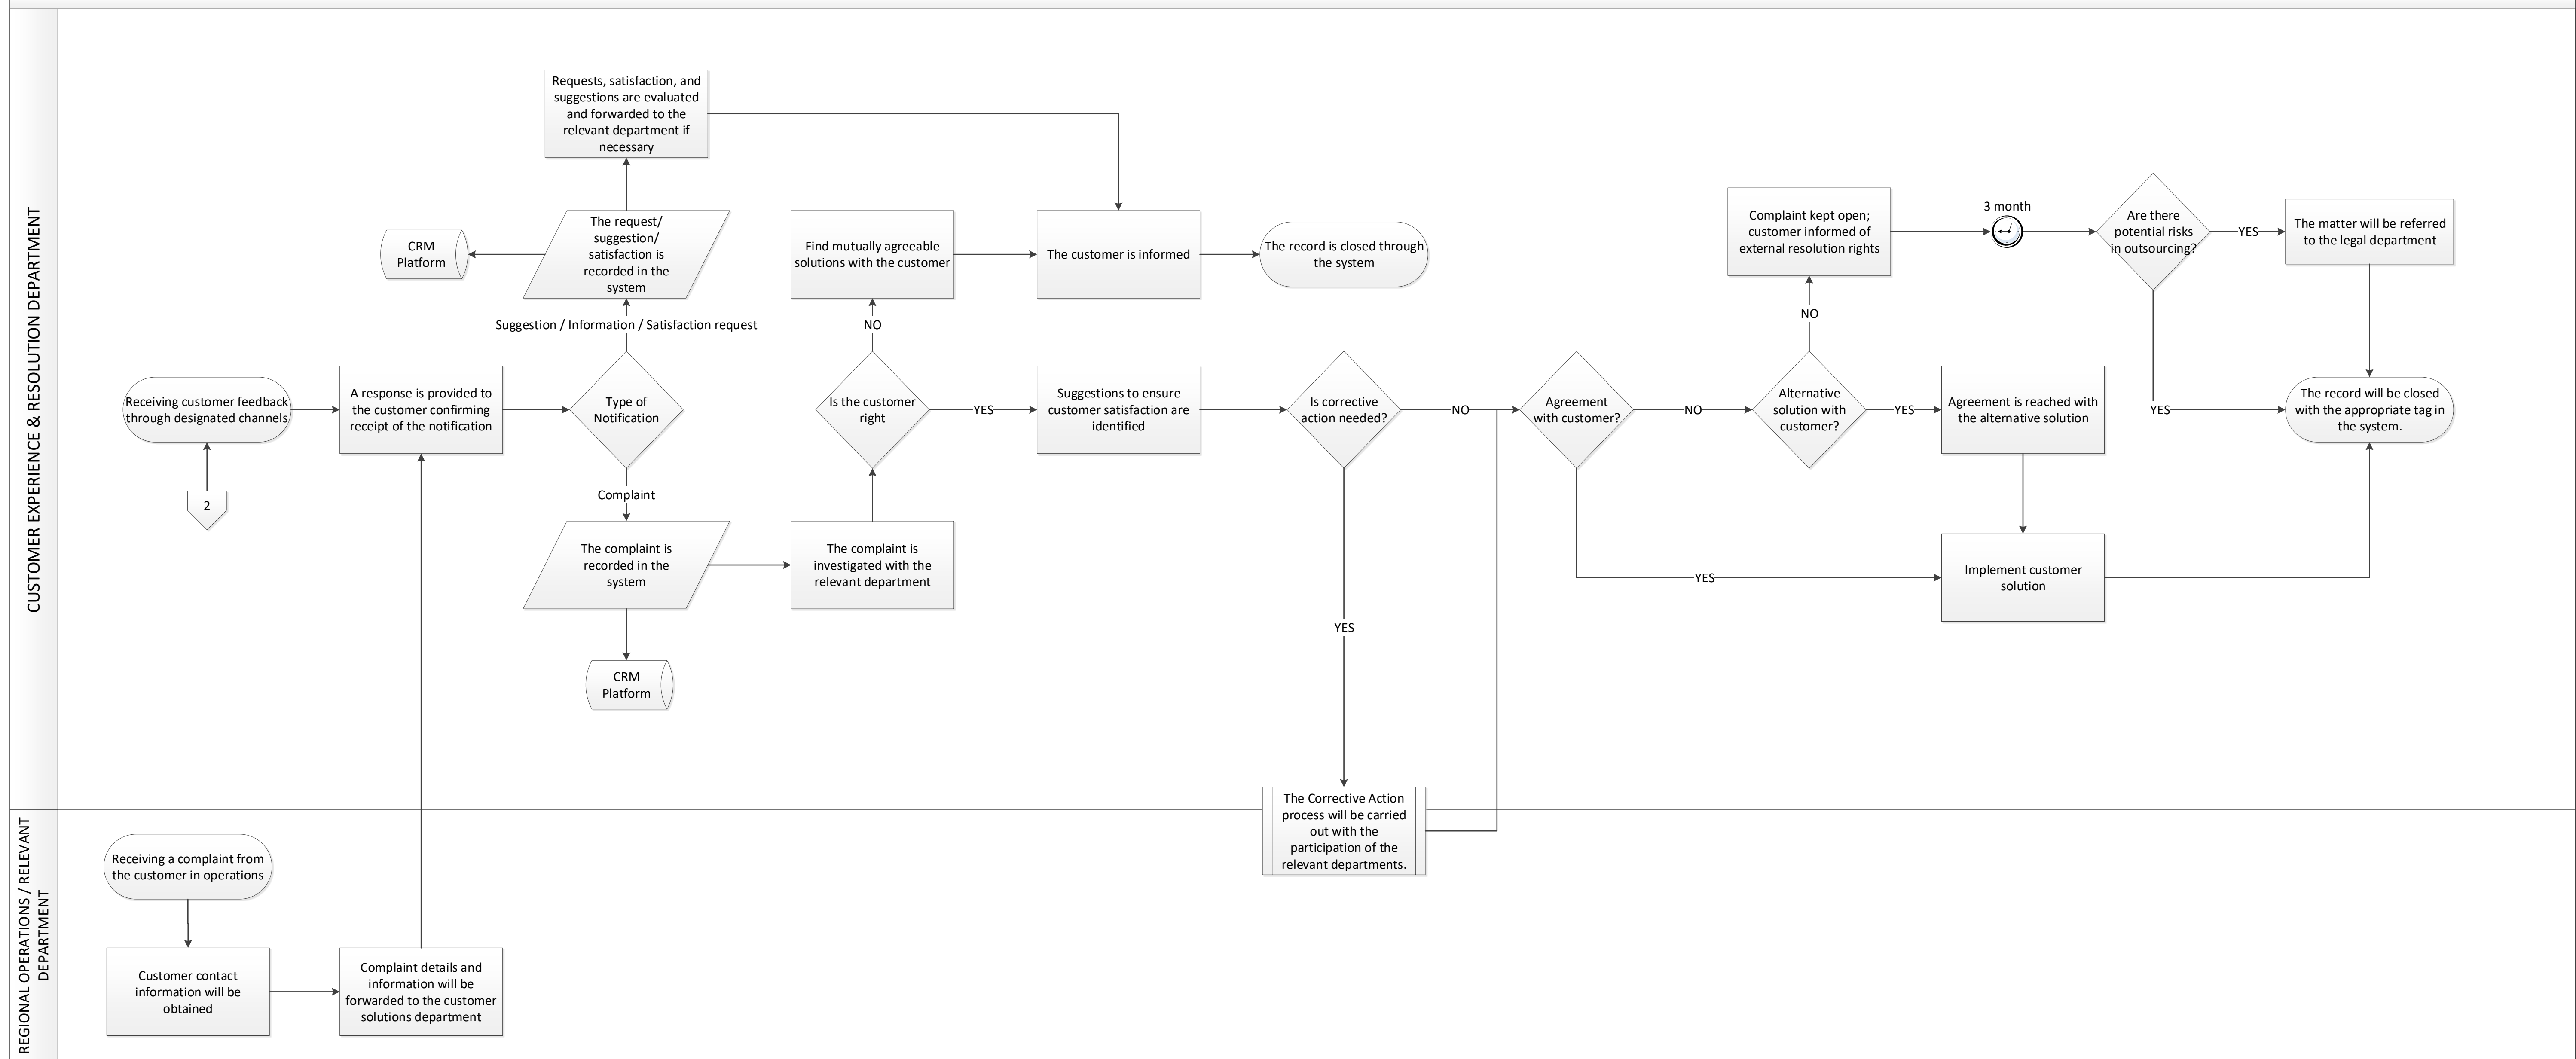 CUSTOMER EXPERIENCE & RESOLUTION DEPARTMENT
Requests, satisfaction, and
suggestions are evaluated
and forwarded to the
relevant department if
necessary
CRM
Platform
The request/
suggestion/
satisfaction is
recorded in the
system
Find mutually agreeable
solutions with the customer
The customer is informed
The record is closed through
the system
Complaint kept open;
customer informed of
external resolution rights
3 month
Are there
potential risks
in outsourcing?
YES
The matter will be referred
to the legal department
Suggestion / Information / Satisfaction request
NO
NO
Receiving customer feedback
through designated channels
A response is provided to
the customer confirming
receipt of the notification
Type of
Notification
Is the customer
right
YES
Suggestions to ensure
customer satisfaction are
identified
Is corrective
action needed?
NO
Agreement
with customer?
NO
Alternative
solution with
customer?
YES
Agreement is reached with
the alternative solution
YES
The record will be closed
with the appropriate tag in
the system.
2
Complaint
The complaint is
recorded in the
system
The complaint is
investigated with the
relevant department
YES
Implement customer
solution
YES
CRM
Platform
The Corrective Action
process will be carried
out with the
participation of the
relevant departments.
REGIONAL OPERATIONS / RELEVANT
DEPARTMENT
Receiving a complaint from
the customer in operations
Customer contact
information will be
obtained
Complaint details and
information will be
forwarded to the customer
solutions department